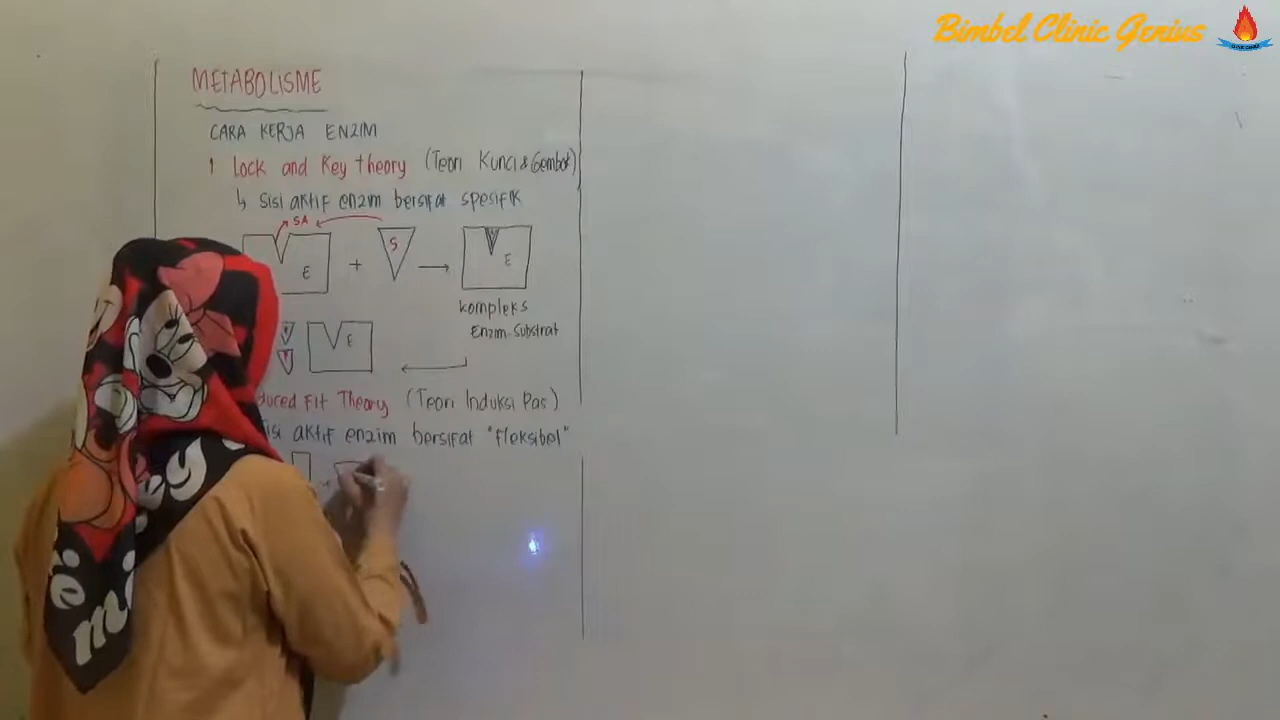 Bimbel Clinic Genius
METABOLISME
CARA KERJA ENZIM
1 Lock and Key theory (Teori Kunci & Gembok)
↳ Sisi aktif enzim bersifat spesifik
SA
E + S → E
kompleks
Enzim-Substrat
P E
P
duced Fit Theory (Teori Induksi Pas)
isi aktif enzim bersifat "fleksibel"
+